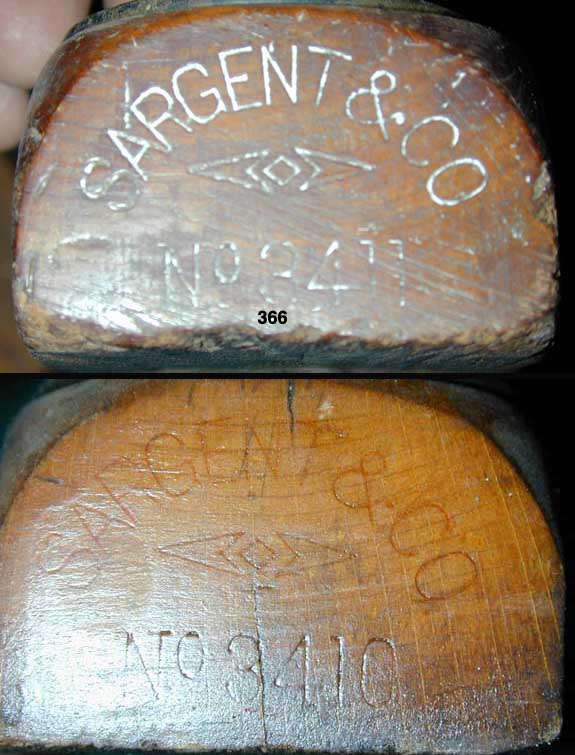 SARGENT & CO
No 3411
366
SARGENT & CO
No 3410